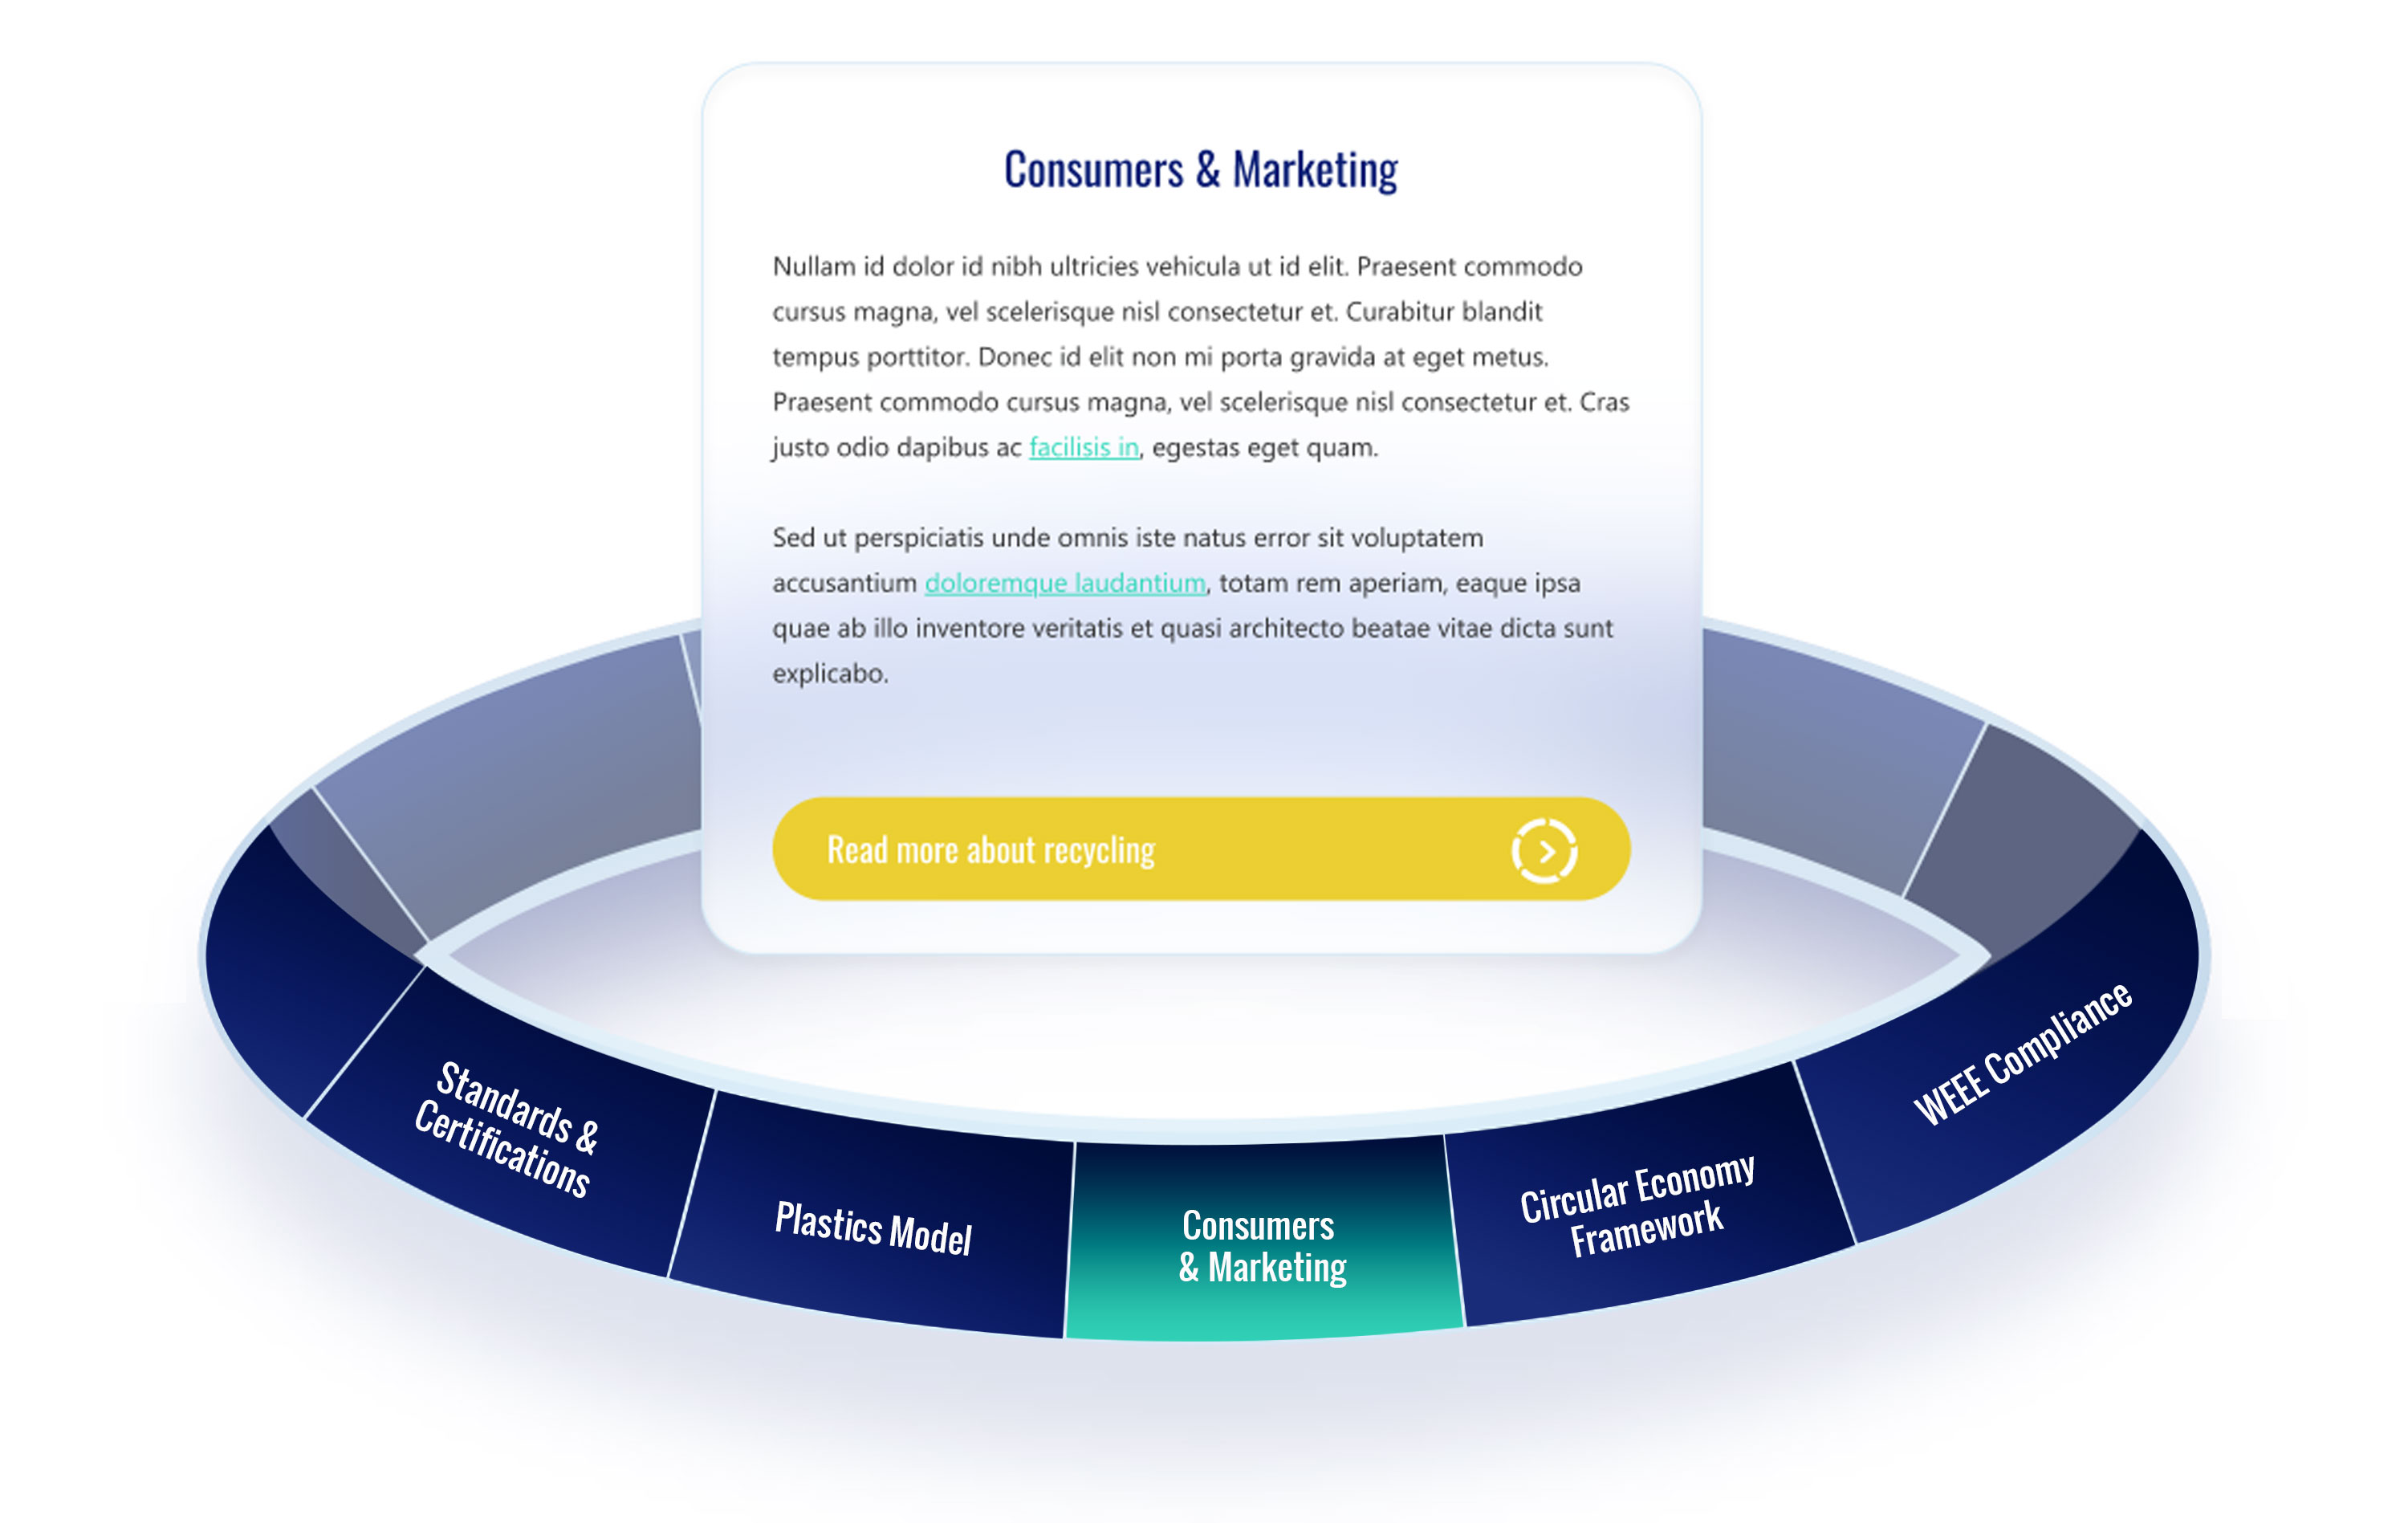 Consumers & Marketing
Nullam id dolor id nibh ultricies vehicula ut id elit. Praesent commodo
cursus magna, vel scelerisque nisl consectetur et. Curabitur blandit
tempus porttitor. Donec id elit non mi porta gravida at eget metus.
Praesent commodo cursus magna, vel scelerisque nisl consectetur et. Cras
justo odio dapibus ac facilisis in, egestas eget quam.
Sed ut perspiciatis unde omnis iste natus error sit voluptatem
accusantium doloremque laudantium, totam rem aperiam, eaque ipsa
quae ab illo inventore veritatis et quasi architecto beatae vitae dicta sunt
explicabo.
Read more about recycling
Standards &
Certifications
Plastics Model
Consumers
& Marketing
Circular Economy
Framework
WEEE Compliance